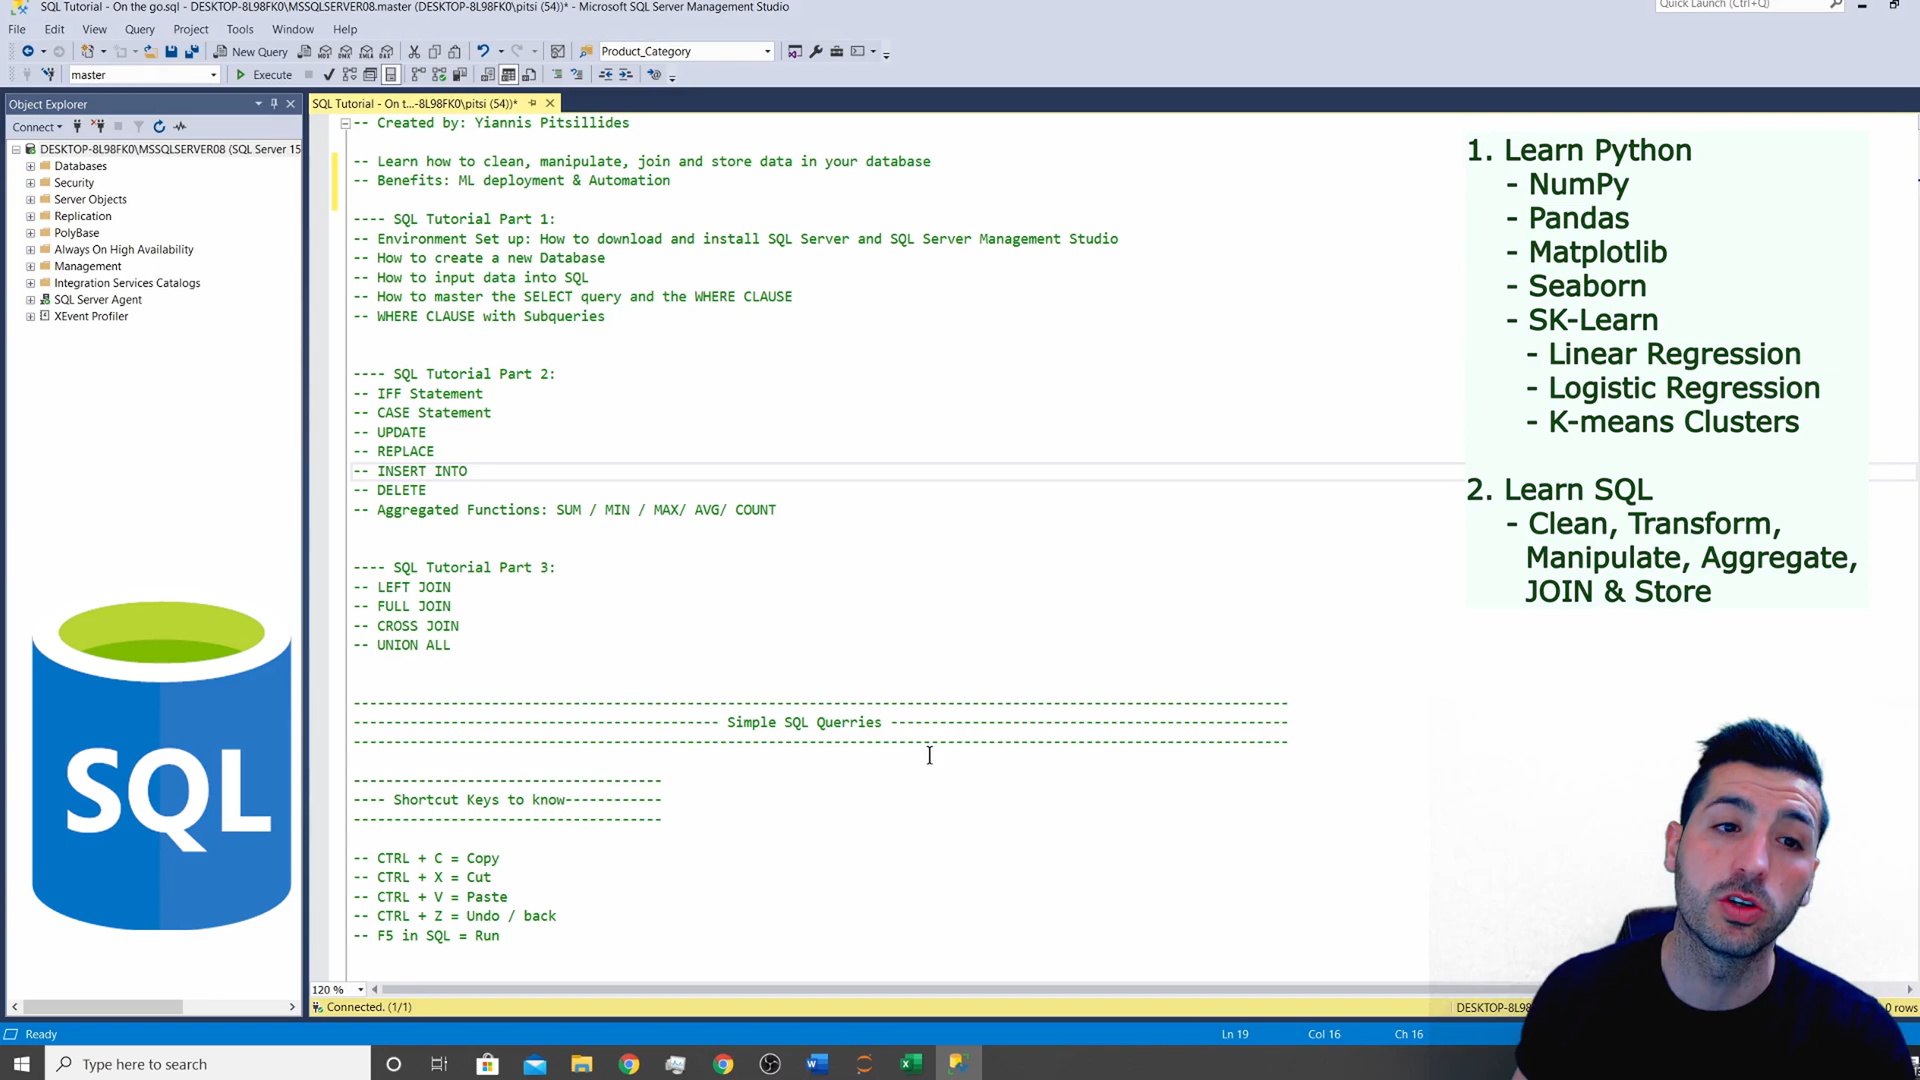 SQL Tutorial - On the go.sql - DESKTOP-8L98FK0\MSSQLSERVER08.master (DESKTOP-8L98FK0\pitsi (54))* - Microsoft SQL Server Management Studio
Quick Launch (Ctrl+Q)
File Edit View Query Project Tools Window Help
New Query
Product_Category
master
Execute
Object Explorer
SQL Tutorial - On t...-8L98FK0\pitsi (54))*
Connect
DESKTOP-8L98FK0\MSSQLSERVER08 (SQL Server 15
Databases
Security
Server Objects
Replication
PolyBase
Always On High Availability
Management
Integration Services Catalogs
SQL Server Agent
XEvent Profiler
SQL
-- Created by: Yiannis Pitsillides
-- Learn how to clean, manipulate, join and store data in your database
-- Benefits: ML deployment & Automation
---- SQL Tutorial Part 1:
-- Environment Set up: How to download and install SQL Server and SQL Server Management Studio
-- How to create a new Database
-- How to input data into SQL
-- How to master the SELECT query and the WHERE CLAUSE
-- WHERE CLAUSE with Subqueries
---- SQL Tutorial Part 2:
-- IFF Statement
-- CASE Statement
-- UPDATE
-- REPLACE
-- INSERT INTO
-- DELETE
-- Aggregated Functions: SUM / MIN / MAX/ AVG/ COUNT
---- SQL Tutorial Part 3:
-- LEFT JOIN
-- FULL JOIN
-- CROSS JOIN
-- UNION ALL
Simple SQL Querries
---- Shortcut Keys to know------------
-- CTRL + C = Copy
-- CTRL + X = Cut
-- CTRL + V = Paste
-- CTRL + Z = Undo / back
-- F5 in SQL = Run
1. Learn Python
- NumPy
- Pandas
- Matplotlib
- Seaborn
- SK-Learn
- Linear Regression
- Logistic Regression
- K-means Clusters
2. Learn SQL
- Clean, Transform,
Manipulate, Aggregate,
JOIN & Store
120 %
Connected. (1/1)
DESKTOP-8L98
0 rows
Ready
Ln 19
Col 16
Ch 16
Type here to search